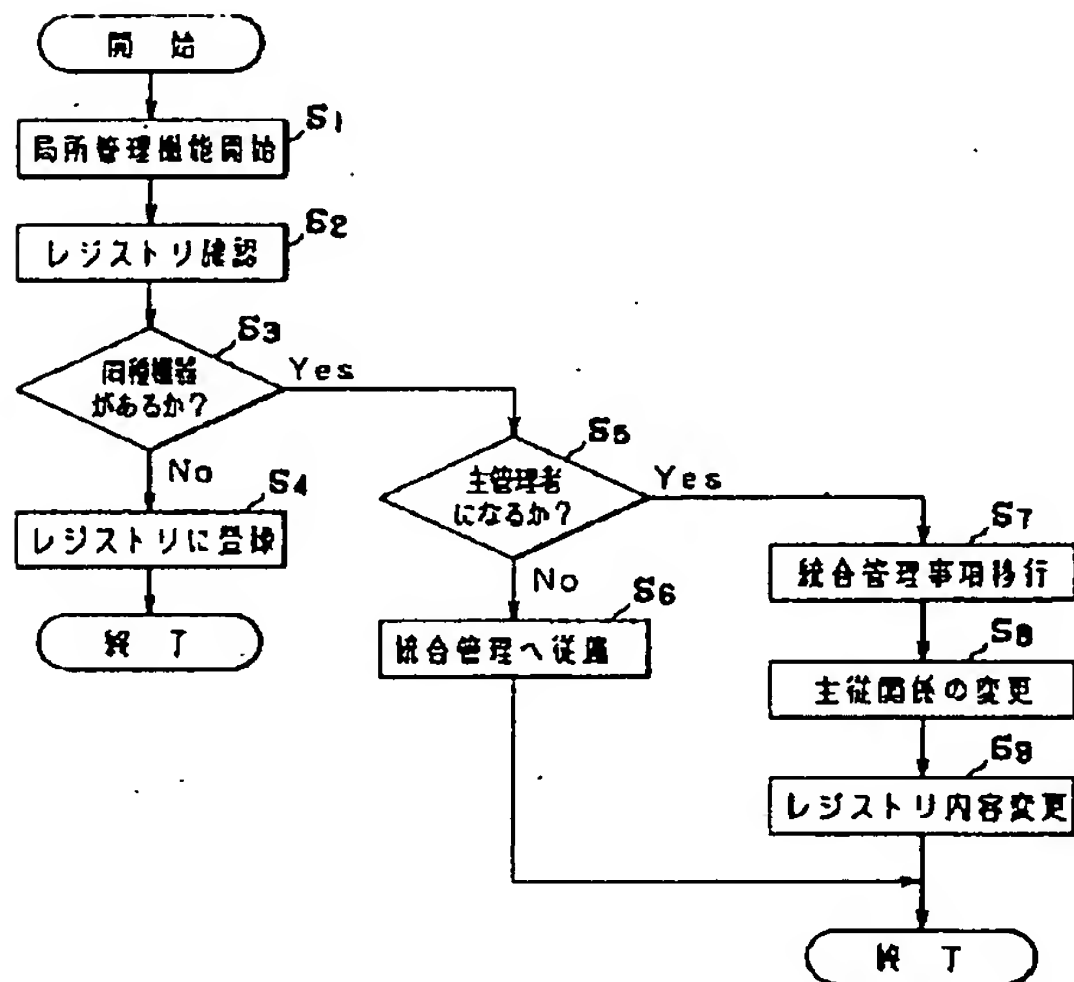 開始
S1
局所管理機能開始
S2
レジストリ確認
S3
同種機器
があるか?
Yes
No
S4
レジストリに登録
終了
S5
主管理者
になるか?
Yes
No
S6
統合管理へ従属
S7
統合管理事項移行
S8
主従関係の変更
S9
レジストリ内容変更
終了